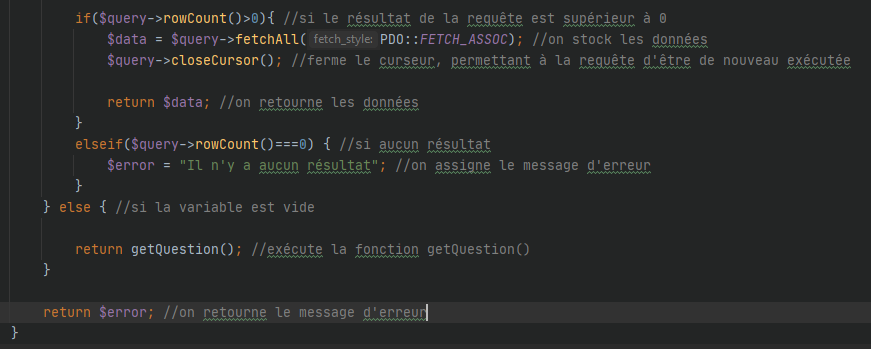 if($query->rowCount()>0){ //si le résultat de la requête est supérieur à 0
$data = $query->fetchAll( fetch_style: PDO::FETCH_ASSOC); //on stock les données
$query->closeCursor(); //ferme le curseur, permettant à la requête d'être de nouveau exécutée
return $data; //on retourne les données
}
elseif($query->rowCount()===0) { //si aucun résultat
$error = "Il n'y a aucun résultat"; //on assigne le message d'erreur
}
} else { //si la variable est vide
return getQuestion(); //exécute la fonction getQuestion()
}
return $error; //on retourne le message d'erreur
}